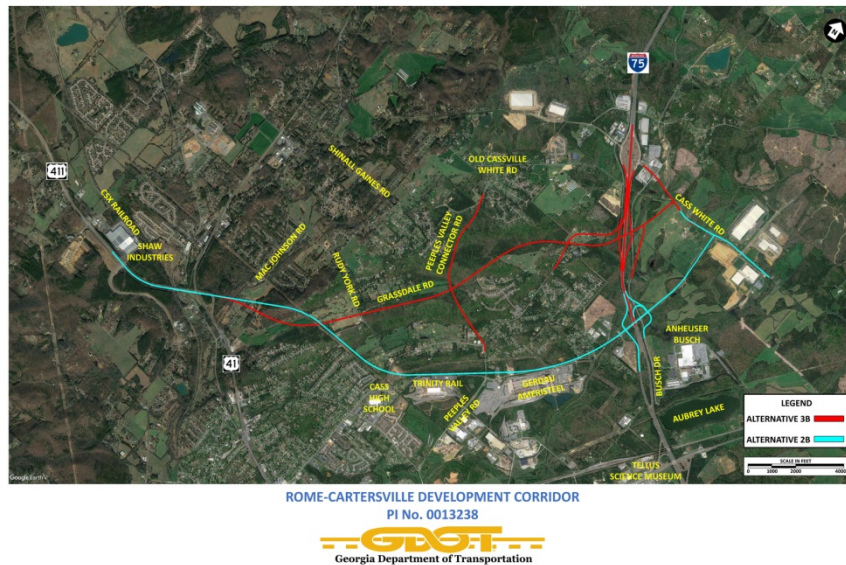 N
75
411
OLD CASSVILLE
WHITE RD
SHINALL GAINES RD
CSX RAILROAD
CASS WHITE RD
SHAW
INDUSTRIES
MAC JOHNSON RD
PEEPLES VALLEY
CONNECTOR RD
RUDY YORK RD
GRASSDALE RD
41
ANHEUSER
BUSCH
BUSCH DR
CASS
HIGH
SCHOOL
TRINITY RAIL
GERDAU
AMERISTEEL
PEEPLES
VALLEY RD
AUBREY LAKE
TELLUS
SCIENCE MUSEUM
LEGEND
ALTERNATIVE 3B
ALTERNATIVE 2B
SCALE IN FEET
0 1000 2000 4000
Google Earth
ROME-CARTERSVILLE DEVELOPMENT CORRIDOR
PI No. 0013238
GDOT
Georgia Department of Transportation